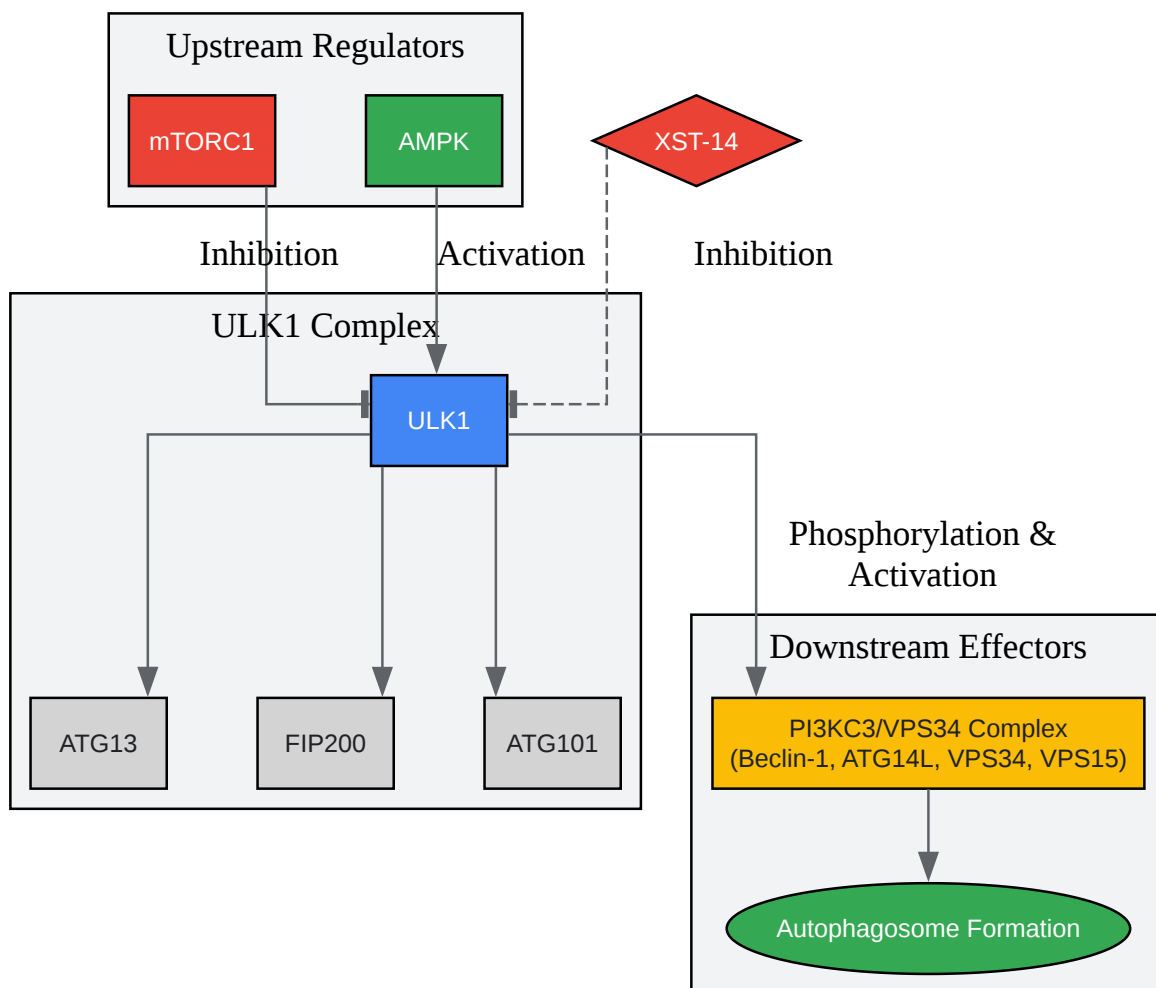 Upstream Regulators
mTORC1
AMPK
XST-14
Inhibition
Activation
Inhibition
ULK1 Complex
ULK1
Phosphorylation &
Activation
Downstream Effectors
ATG13
FIP200
ATG101
PI3KC3/VPS34 Complex
(Beclin-1, ATG14L, VPS34, VPS15)
Autophagosome Formation